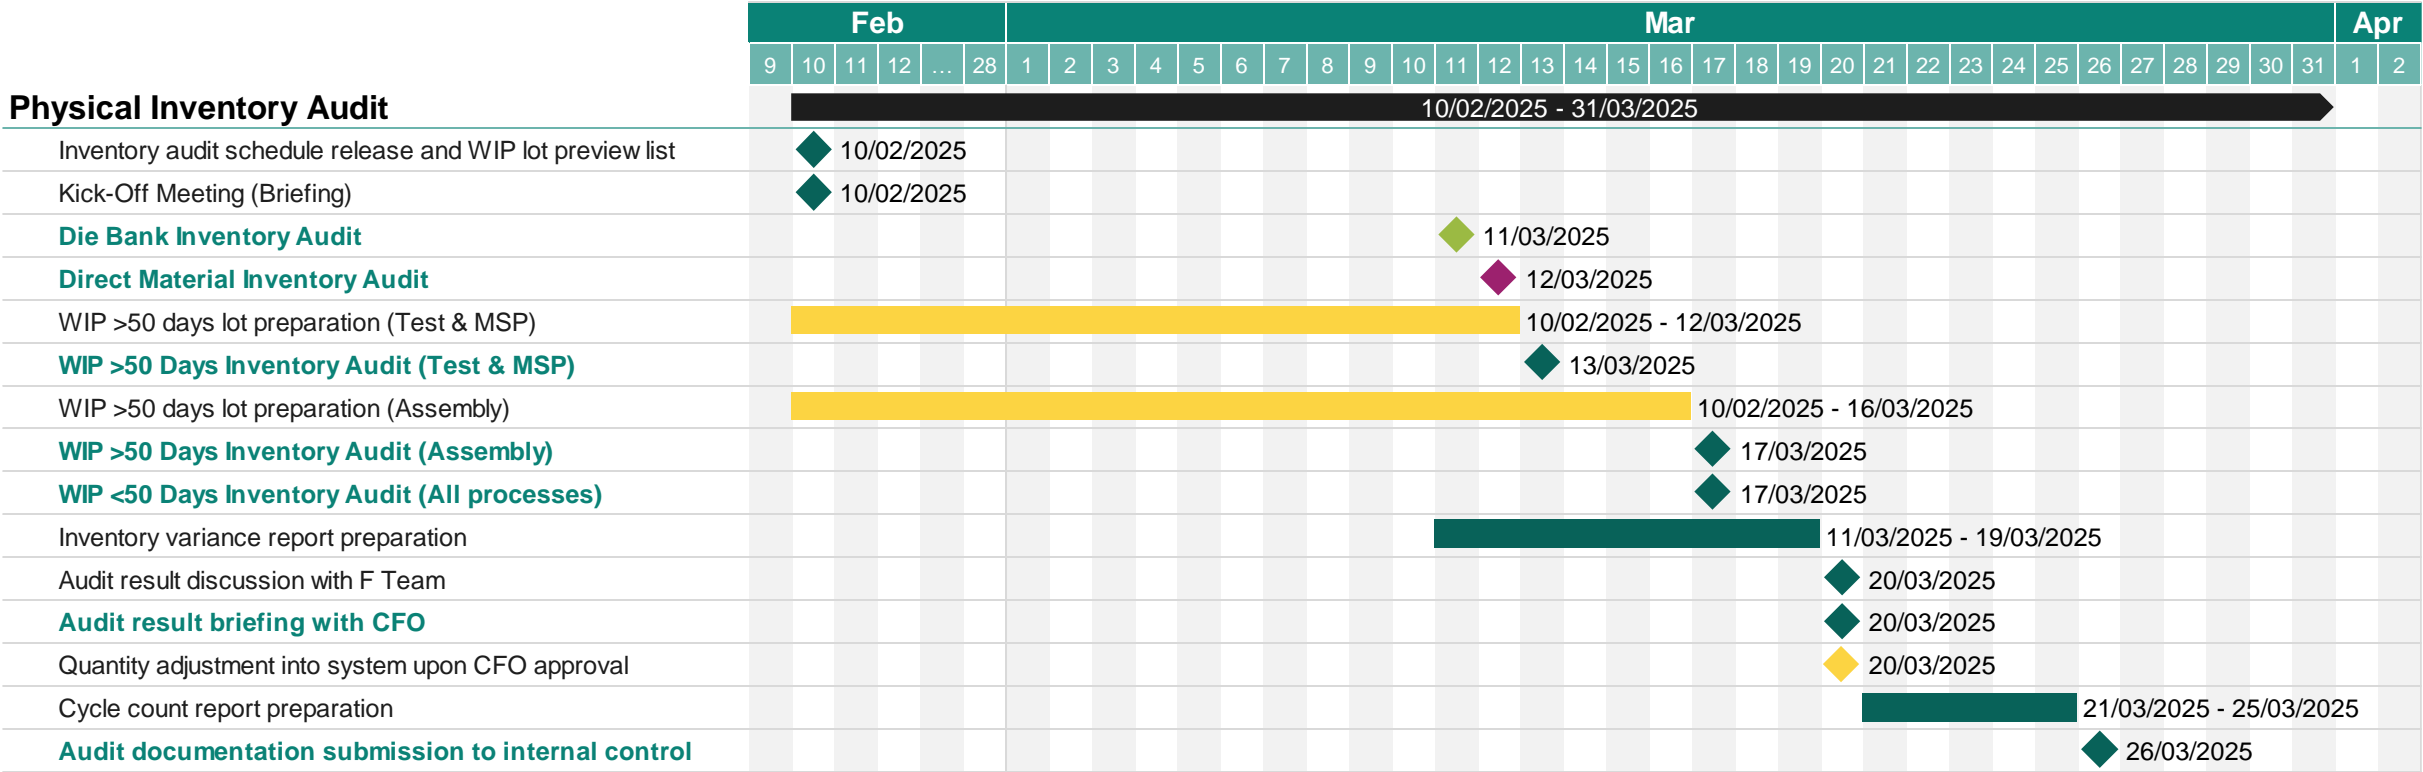 Feb Mar Apr
9 10 11 12 ... 28 1 2 3 4 5 6 7 8 9 10 11 12 13 14 15 16 17 18 19 20 21 22 23 24 25 26 27 28 29 30 31 1 2
Physical Inventory Audit 10/02/2025 - 31/03/2025
Inventory audit schedule release and WIP lot preview list 10/02/2025
Kick-Off Meeting (Briefing) 10/02/2025
Die Bank Inventory Audit 11/03/2025
Direct Material Inventory Audit 12/03/2025
WIP >50 days lot preparation (Test & MSP) 10/02/2025 - 12/03/2025
WIP >50 Days Inventory Audit (Test & MSP) 13/03/2025
WIP >50 days lot preparation (Assembly) 10/02/2025 - 16/03/2025
WIP >50 Days Inventory Audit (Assembly) 17/03/2025
WIP <50 Days Inventory Audit (All processes) 17/03/2025
Inventory variance report preparation 11/03/2025 - 19/03/2025
Audit result discussion with F Team 20/03/2025
Audit result briefing with CFO 20/03/2025
Quantity adjustment into system upon CFO approval 20/03/2025
Cycle count report preparation 21/03/2025 - 25/03/2025
Audit documentation submission to internal control 26/03/2025